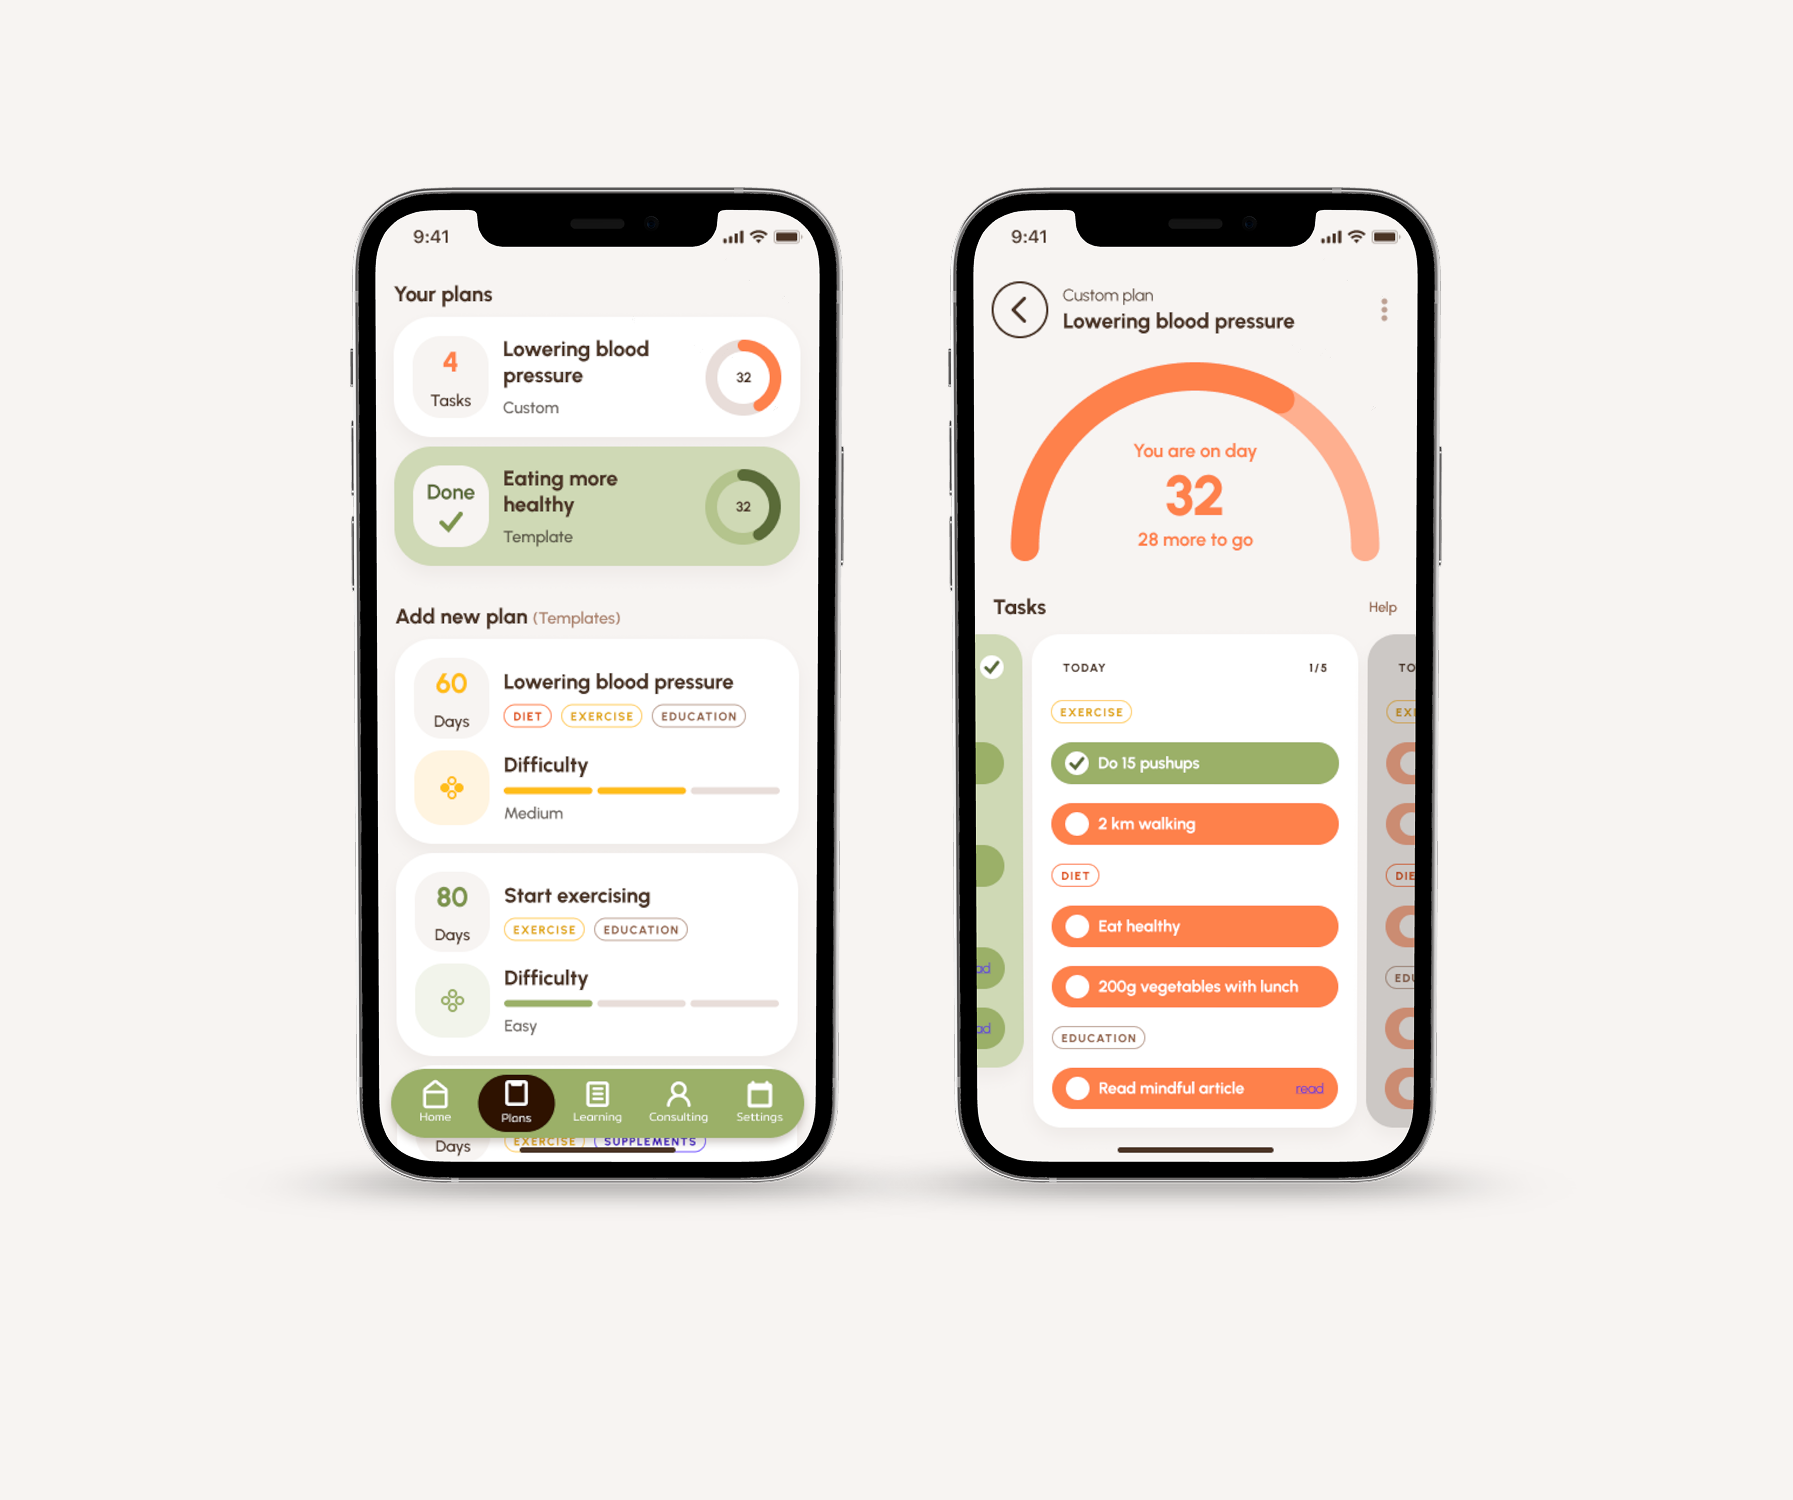 9:41
Your plans
4
Tasks
Lowering blood
pressure
Custom
32
Done
Eating more
healthy
Template
32
Add new plan (Templates)
60
Days
Lowering blood pressure
DIET EXERCISE EDUCATION
Difficulty
Medium
80
Days
Start exercising
EXERCISE EDUCATION
Difficulty
Easy
Home Plans Learning Consulting Settings
Days
EXERCISE SUPPLEMENTS
9:41
Custom plan
Lowering blood pressure
You are on day
32
28 more to go
Tasks Help
ad
ad
TODAY 1/5
EXERCISE
Do 15 pushups
2 km walking
DIET
Eat healthy
200g vegetables with lunch
EDUCATION
Read mindful article read
TO
EX
DIE
EDU